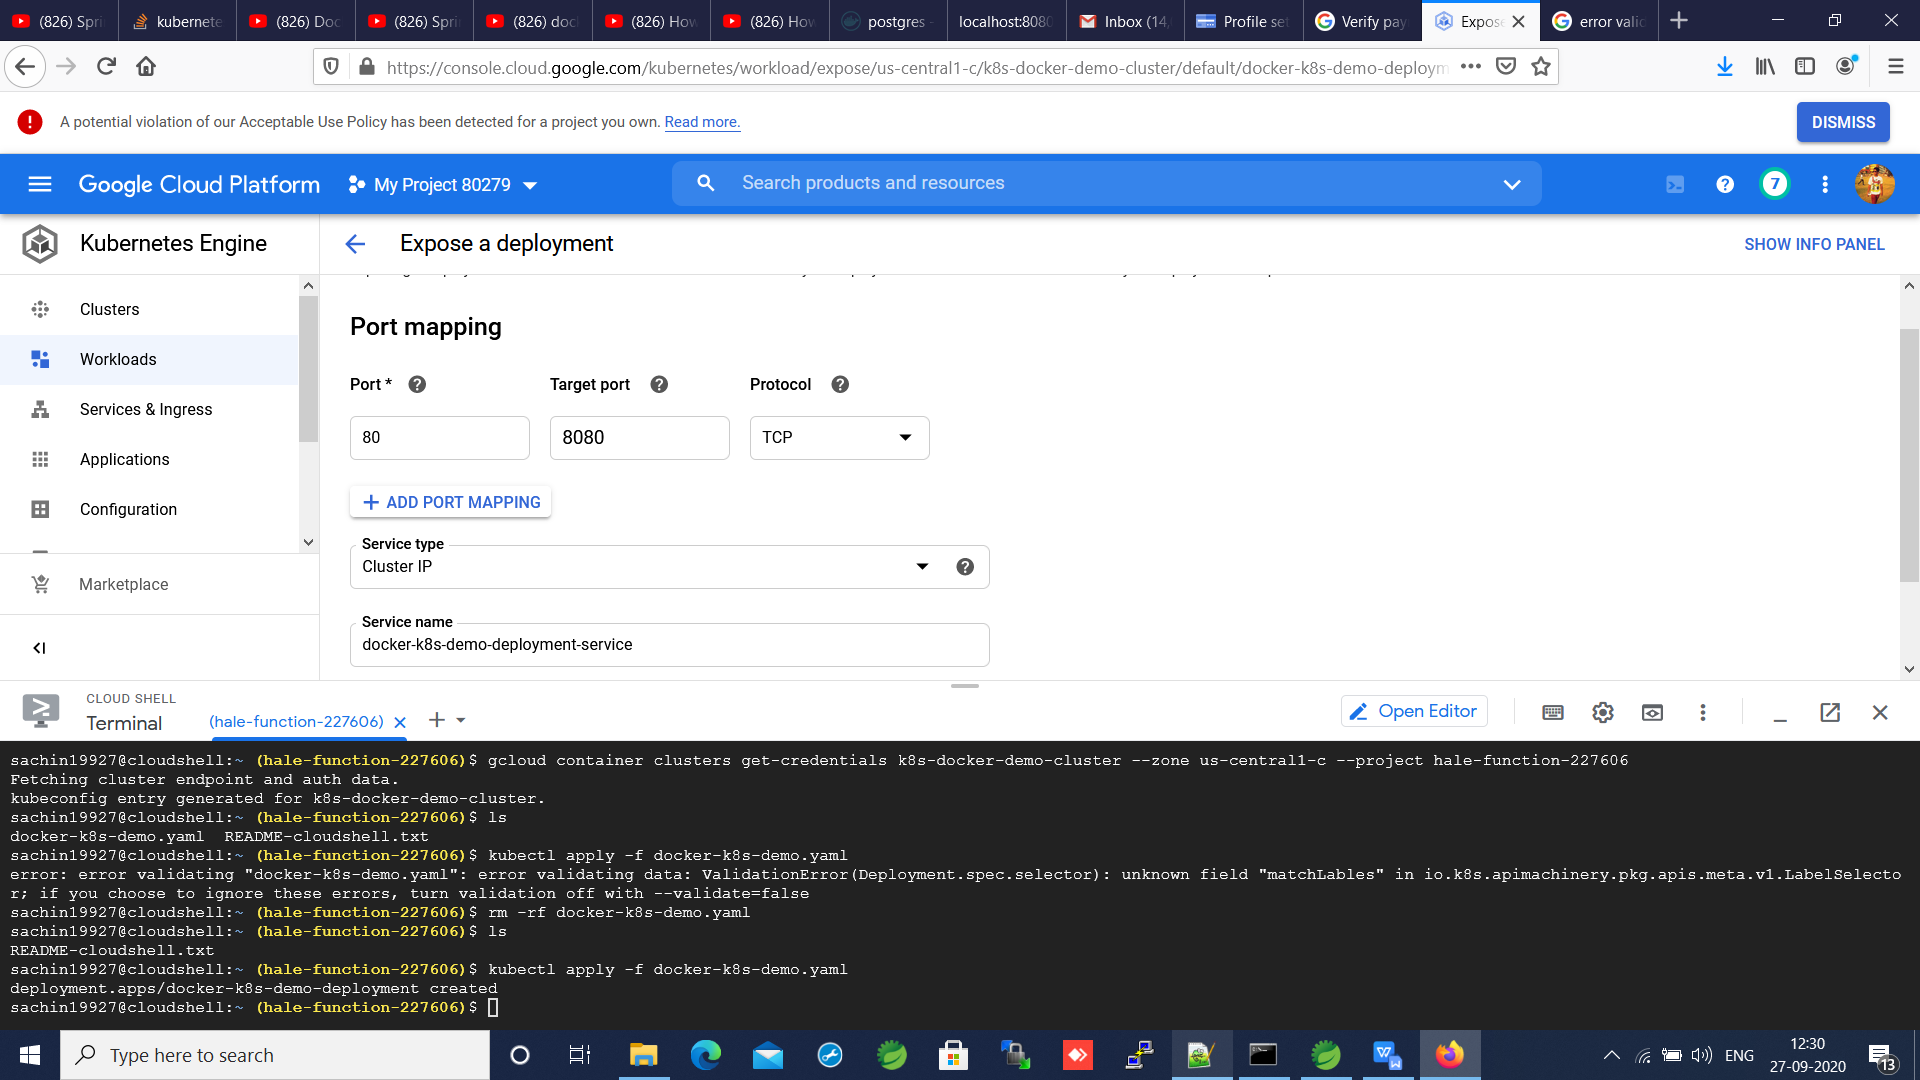 (826) Spri
kubernete
(826) Doc
(826) Spri
(826) doc
(826) How
(826) How
postgres -
localhost:8080
Inbox (14,
Profile set
Verify pay
Expose
error valid
https://console.cloud.google.com/kubernetes/workload/expose/us-central1-c/k8s-docker-demo-cluster/default/docker-k8s-demo-deploym
A potential violation of our Acceptable Use Policy has been detected for a project you own. Read more.
DISMISS
Google Cloud Platform
My Project 80279
Search products and resources
7
Kubernetes Engine
Expose a deployment
SHOW INFO PANEL
Clusters
Workloads
Services & Ingress
Applications
Configuration
Marketplace
Port mapping
Port *
Target port
Protocol
80
8080
TCP
ADD PORT MAPPING
Service type
Cluster IP
Service name
docker-k8s-demo-deployment-service
CLOUD SHELL
Terminal
(hale-function-227606)
Open Editor
sachin19927@cloudshell:~ (hale-function-227606)$ gcloud container clusters get-credentials k8s-docker-demo-cluster --zone us-central1-c --project hale-function-227606
Fetching cluster endpoint and auth data.
kubeconfig entry generated for k8s-docker-demo-cluster.
sachin19927@cloudshell:~ (hale-function-227606)$ ls
docker-k8s-demo.yaml  README-cloudshell.txt
sachin19927@cloudshell:~ (hale-function-227606)$ kubectl apply -f docker-k8s-demo.yaml
error: error validating "docker-k8s-demo.yaml": error validating data: ValidationError(Deployment.spec.selector): unknown field "matchLables" in io.k8s.apimachinery.pkg.apis.meta.v1.LabelSelecto
r; if you choose to ignore these errors, turn validation off with --validate=false
sachin19927@cloudshell:~ (hale-function-227606)$ rm -rf docker-k8s-demo.yaml
sachin19927@cloudshell:~ (hale-function-227606)$ ls
README-cloudshell.txt
sachin19927@cloudshell:~ (hale-function-227606)$ kubectl apply -f docker-k8s-demo.yaml
deployment.apps/docker-k8s-demo-deployment created
sachin19927@cloudshell:~ (hale-function-227606)$
Type here to search
ENG
12:30
27-09-2020
13